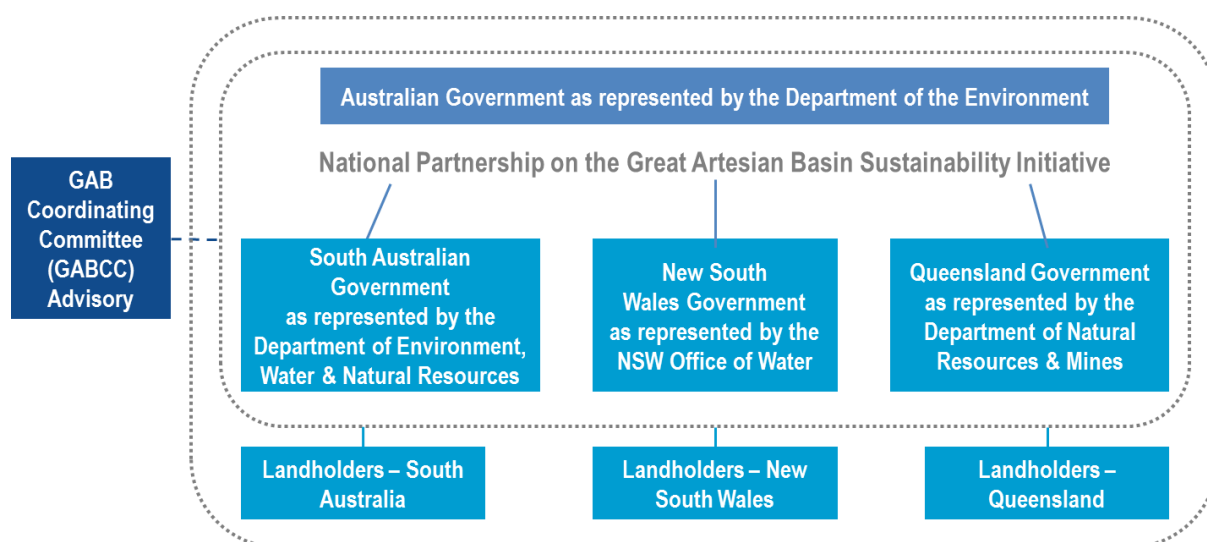 Australian Government as represented by the Department of the Environment
National Partnership on the Great Artesian Basin Sustainability Initiative
GAB
Coordinating
Committee
(GABCC)
Advisory
South Australian
Government
as represented by the
Department of Environment,
Water & Natural Resources
New South
Wales Government
as represented by the
NSW Office of Water
Queensland Government
as represented by the
Department of Natural
Resources & Mines
Landholders – South
Australia
Landholders – New
South Wales
Landholders –
Queensland